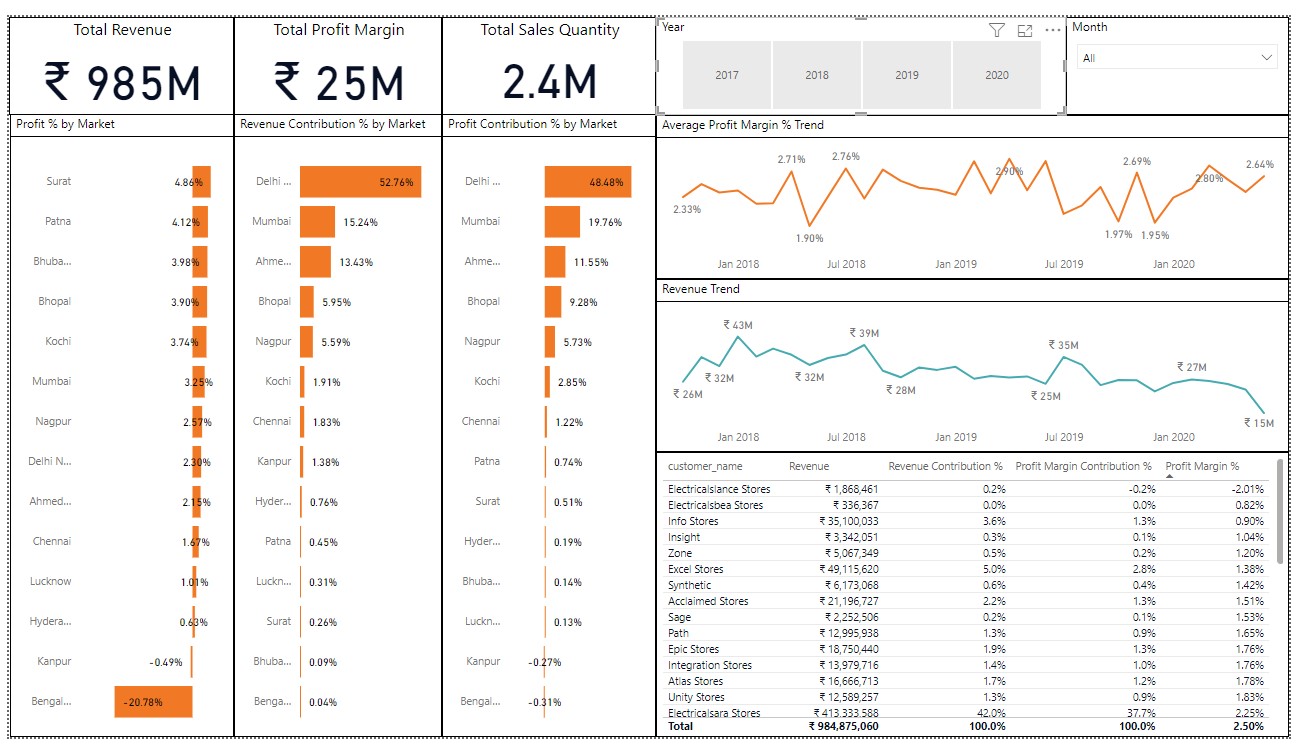 Total Revenue
₹ 985M
Total Profit Margin
₹ 25M
Total Sales Quantity
2.4M
Year
2017 2018 2019 2020
Month
All
Profit % by Market
Surat 4.86%
Patna 4.12%
Bhuba... 3.98%
Bhopal 3.90%
Kochi 3.74%
Mumbai 3.25%
Nagpur 2.57%
Delhi N... 2.30%
Ahmed... 2.15%
Chennai 1.67%
Lucknow 1.01%
Hydera... 0.63%
Kanpur -0.49%
Bengal... -20.78%
Revenue Contribution % by Market
Delhi ... 52.76%
Mumbai 15.24%
Ahme... 13.43%
Bhopal 5.95%
Nagpur 5.59%
Kochi 1.91%
Chennai 1.83%
Kanpur 1.38%
Hyder... 0.76%
Patna 0.45%
Luckn... 0.31%
Surat 0.26%
Bhuba... 0.09%
Benga... 0.04%
Profit Contribution % by Market
Delhi ... 48.48%
Mumbai 19.76%
Ahme... 11.55%
Bhopal 9.28%
Nagpur 5.73%
Kochi 2.85%
Chennai 1.22%
Patna 0.74%
Surat 0.51%
Hyder... 0.19%
Bhuba... 0.14%
Luckn... 0.13%
Kanpur -0.27%
Bengal... -0.31%
Average Profit Margin % Trend
2.33% 2.71% 1.90% 2.76% 2.90% 1.97% 2.69% 1.95% 2.80% 2.64%
Jan 2018 Jul 2018 Jan 2019 Jul 2019 Jan 2020
Revenue Trend
₹ 26M ₹ 32M ₹ 43M ₹ 32M ₹ 39M ₹ 28M ₹ 25M ₹ 35M ₹ 27M ₹ 15M
Jan 2018 Jul 2018 Jan 2019 Jul 2019 Jan 2020
customer_name Revenue Revenue Contribution % Profit Margin Contribution % Profit Margin %
Electricalslance Stores ₹ 1,868,461 0.2% -0.2% -2.01%
Electricalsbea Stores ₹ 336,367 0.0% 0.0% 0.82%
Info Stores ₹ 35,100,033 3.6% 1.3% 0.90%
Insight ₹ 3,342,051 0.3% 0.1% 1.04%
Zone ₹ 5,067,349 0.5% 0.2% 1.20%
Excel Stores ₹ 49,115,620 5.0% 2.8% 1.38%
Synthetic ₹ 6,173,068 0.6% 0.4% 1.42%
Acclaimed Stores ₹ 21,196,727 2.2% 1.3% 1.51%
Sage ₹ 2,252,506 0.2% 0.1% 1.53%
Path ₹ 12,995,938 1.3% 0.9% 1.65%
Epic Stores ₹ 18,750,440 1.9% 1.3% 1.76%
Integration Stores ₹ 13,979,716 1.4% 1.0% 1.76%
Atlas Stores ₹ 16,666,713 1.7% 1.2% 1.78%
Unity Stores ₹ 12,589,257 1.3% 0.9% 1.83%
Electricalsara Stores ₹ 413,333,588 42.0% 37.7% 2.25%
Total ₹ 984,875,060 100.0% 100.0% 2.50%